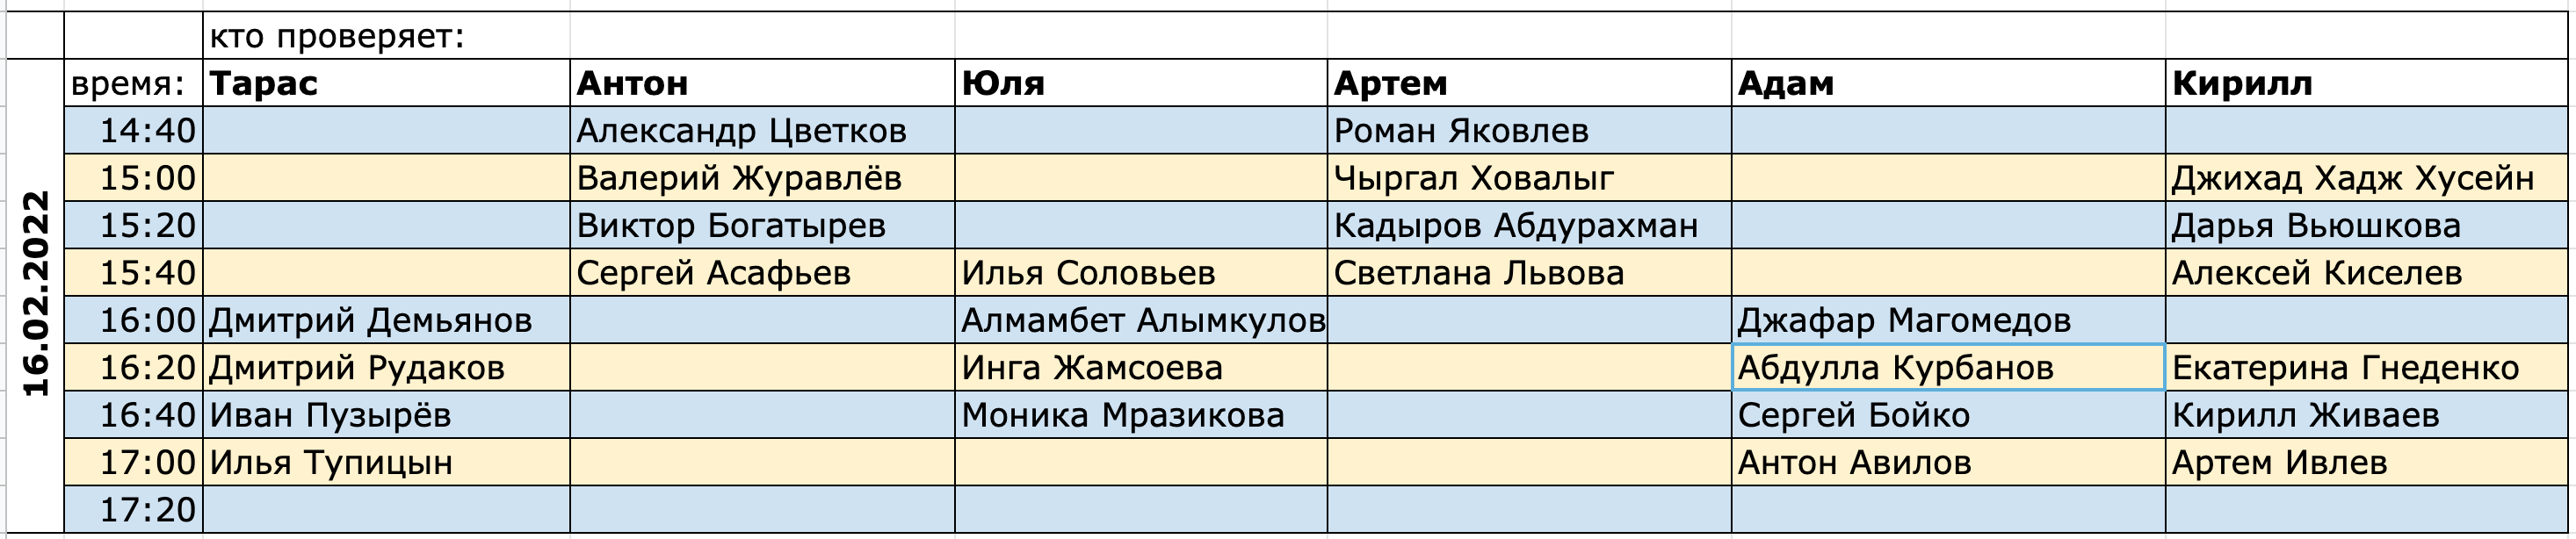 кто проверяет:
время: Тарас Антон Юля Артем Адам Кирилл
16.02.2022
14:40 Александр Цветков Роман Яковлев
15:00 Валерий Журавлёв Чыргал Ховалыг Джихад Хадж Хусейн
15:20 Виктор Богатырев Кадыров Абдурахман Дарья Вьюшкова
15:40 Сергей Асафьев Илья Соловьев Светлана Львова Алексей Киселев
16:00 Дмитрий Демьянов Алмамбет Алымкулов Джафар Магомедов
16:20 Дмитрий Рудаков Инга Жамсоева Абдулла Курбанов Екатерина Гнеденко
16:40 Иван Пузырёв Моника Мразикова Сергей Бойко Кирилл Живаев
17:00 Илья Тупицын Антон Авилов Артем Ивлев
17:20